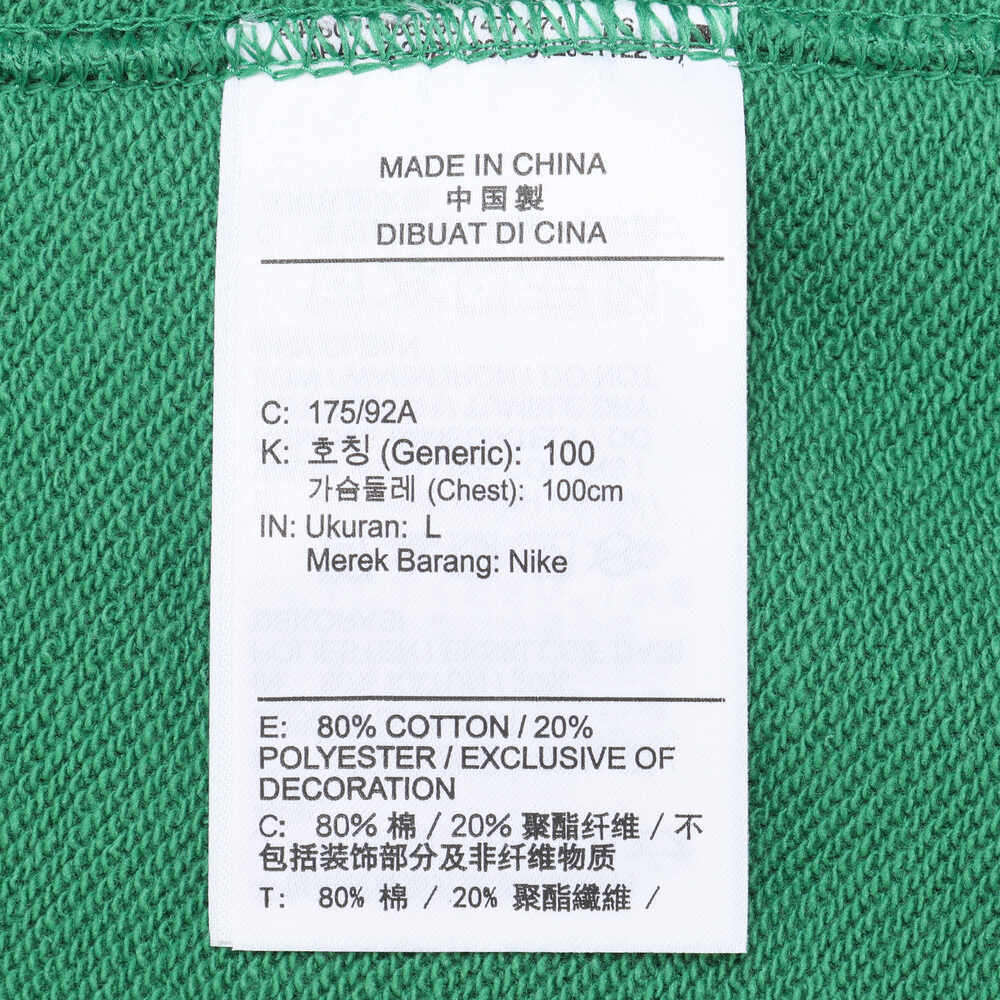 MADE IN CHINA
中国製
DIBUAT DI CINA
C: 175/92A
K: 호칭 (Generic): 100
가슴둘레 (Chest): 100cm
IN: Ukuran: L
Merek Barang: Nike
E: 80% COTTON / 20%
POLYESTER / EXCLUSIVE OF
DECORATION
C: 80% 棉 / 20% 聚酯纤维 / 不
包括装饰部分及非纤维物质
T: 80% 棉 / 20% 聚酯纖維 /